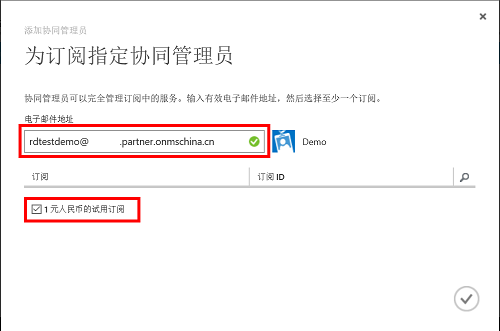 添加协同管理员
为订阅指定协同管理员
协同管理员可以完全管理订阅中的服务。输入有效电子邮件地址，然后选择至少一个订阅。
电子邮件地址
rdtestdemo@ .partner.onmschina.cn Demo
订阅 订阅 ID
1 元人民币的试用订阅